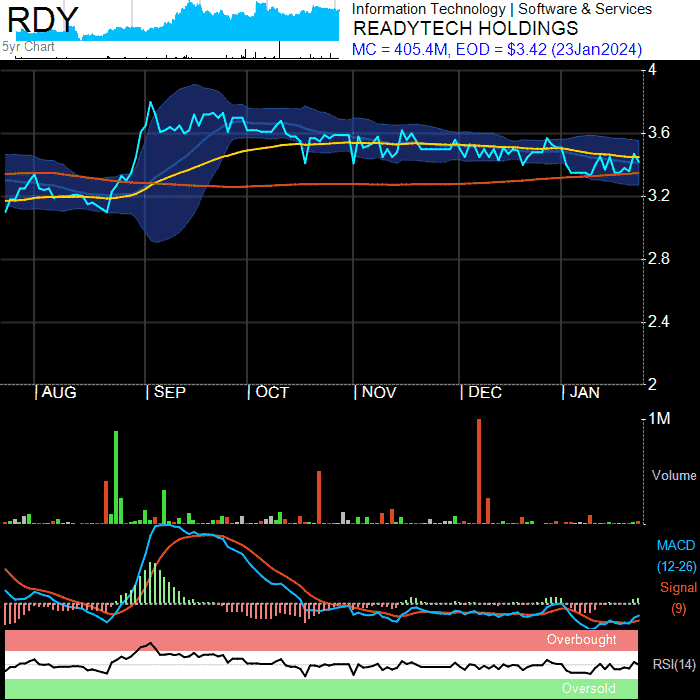 RDY
5yr Chart
Information Technology | Software & Services
READYTECH HOLDINGS
MC = 405.4M, EOD = $3.42 (23Jan2024)
4
3.6
3.2
2.8
2.4
2
| AUG | SEP | OCT | NOV | DEC | JAN
1M
Volume
MACD
(12-26)
Signal
(9)
Overbought
RSI(14)
Oversold